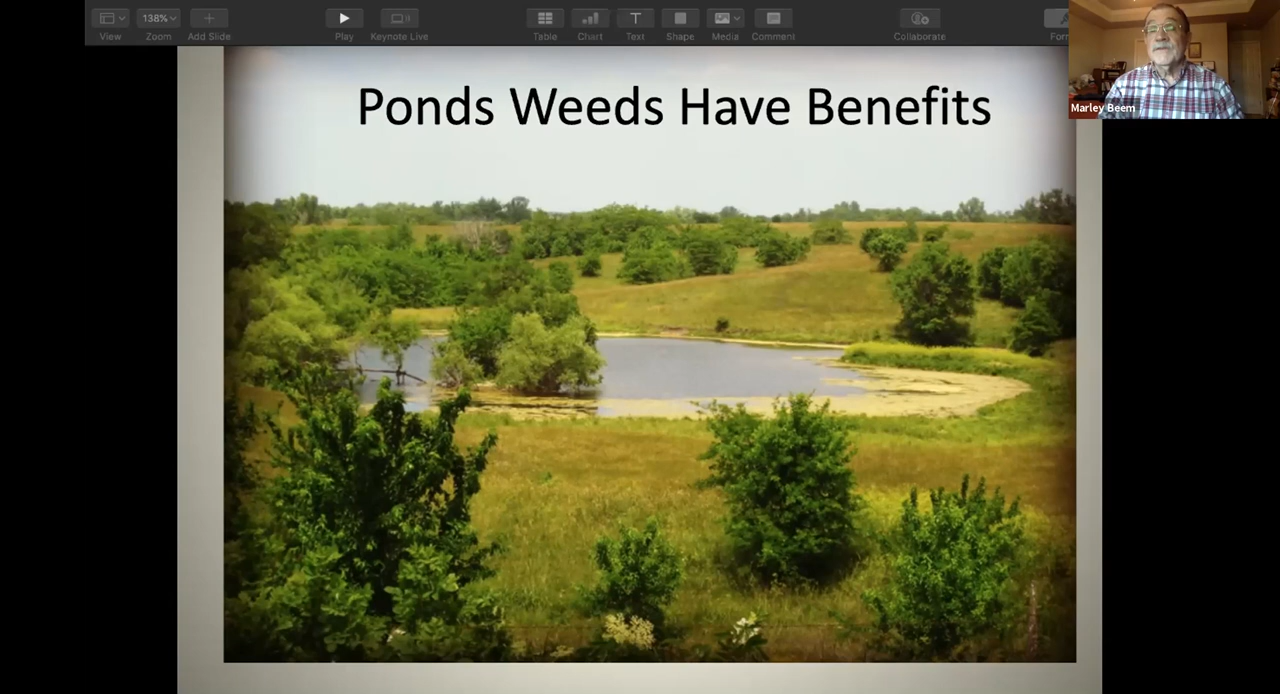 View
138%
Zoom
Add Slide
Play
Keynote Live
Table
Chart
Text
Shape
Media
Comment
Collaborate
Marley Beem
Ponds Weeds Have Benefits